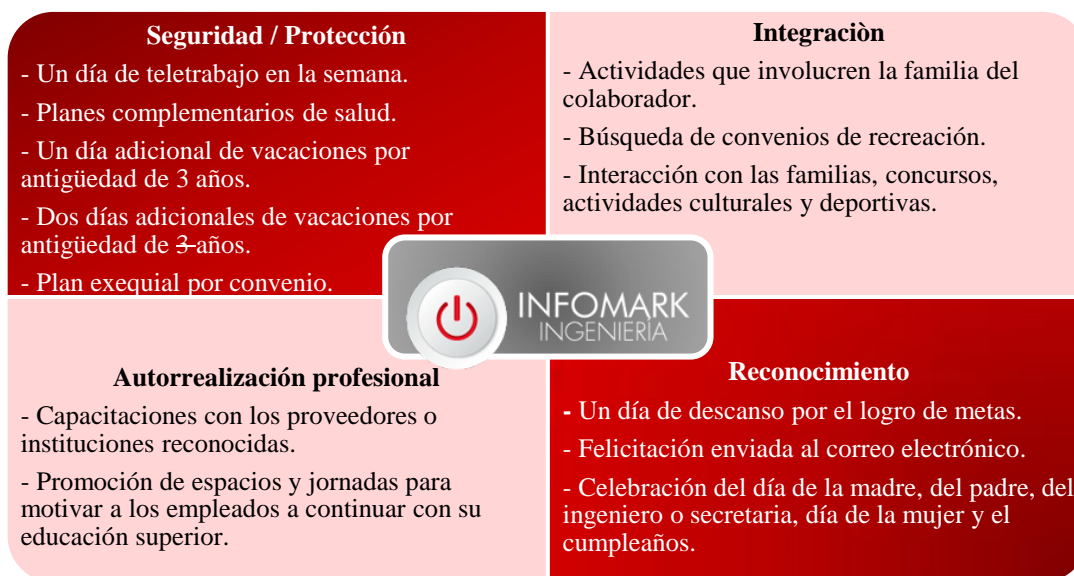 Seguridad / Protección
- Un día de teletrabajo en la semana.
- Planes complementarios de salud.
- Un día adicional de vacaciones por
antigüedad de 3 años.
- Dos días adicionales de vacaciones por
antigüedad de 3 años.
- Plan exequial por convenio.
Integraciòn
- Actividades que involucren la familia del
colaborador.
- Búsqueda de convenios de recreación.
- Interacción con las familias, concursos,
actividades culturales y deportivas.
INFOMARK
INGENIERÍA
Autorrealización profesional
- Capacitaciones con los proveedores o
instituciones reconocidas.
- Promoción de espacios y jornadas para
motivar a los empleados a continuar con su
educación superior.
Reconocimiento
- Un día de descanso por el logro de metas.
- Felicitación enviada al correo electrónico.
- Celebración del día de la madre, del padre, del
ingeniero o secretaria, día de la mujer y el
cumpleaños.